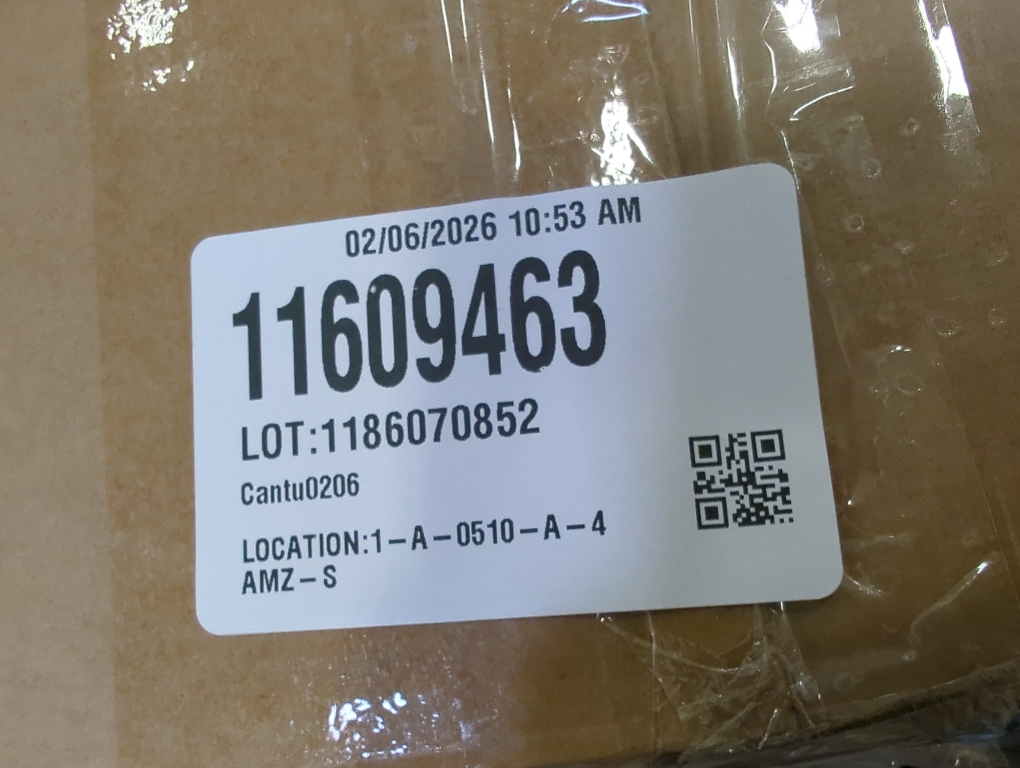 02/06/2026 10:53 AM
11609463
LOT:1186070852
Cantu0206
LOCATION:1-A-0510-A-4
AMZ-S